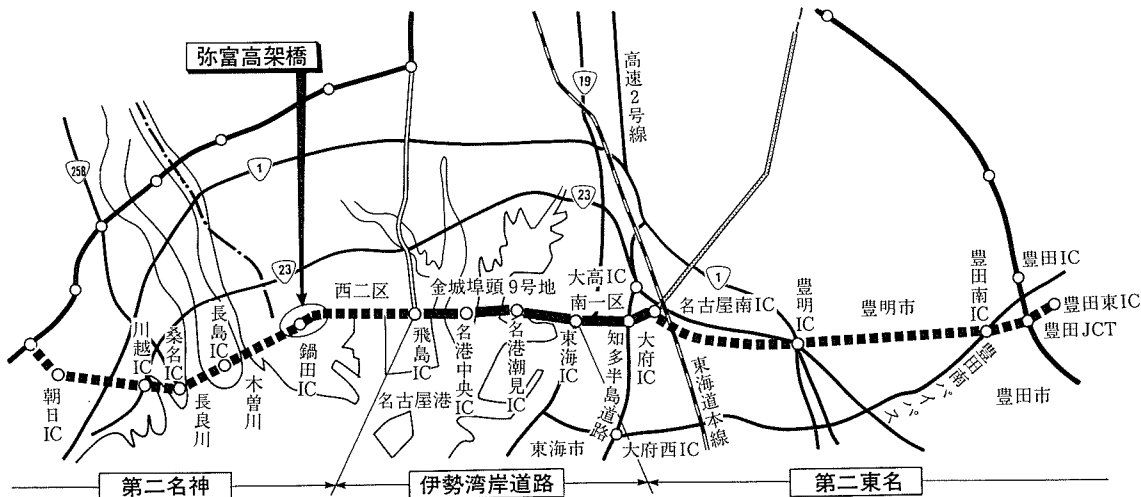 弥富高架橋
19
高速2号線
258
1
23
23
1
23
西二区
金城埠頭
9号地
南一区
大高IC
名古屋南IC
豊明IC
豊明市
豊田南IC
豊田IC
豊田東IC
豊田JCT
朝日IC
川越IC
桑名IC
長島IC
長良川
木曽川
鍋田IC
飛島IC
名古屋港
名港中央IC
名港潮見IC
東海IC
知多半島道路
大府IC
東海道本線
東海市
大府西IC
豊田南バイパス
豊田市
第二名神
伊勢湾岸道路
第二東名